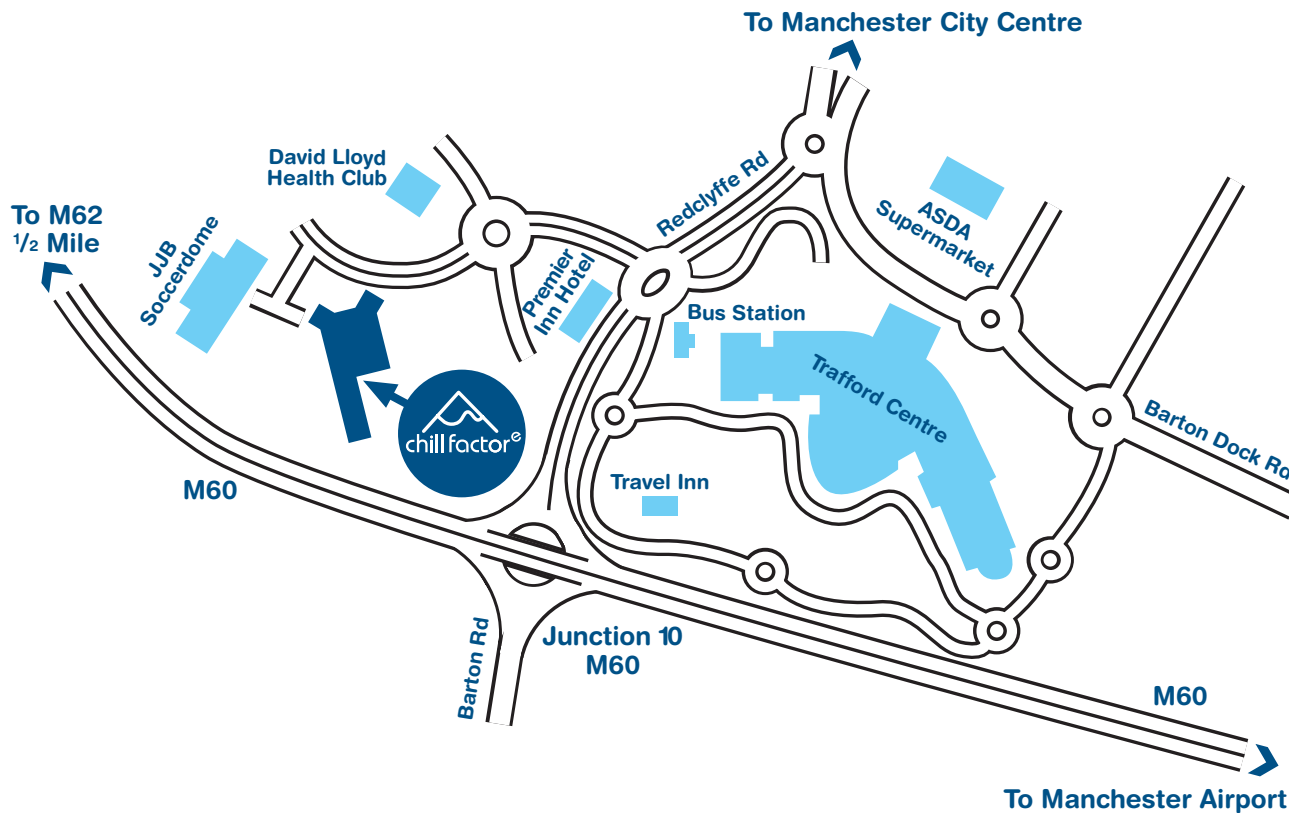 To Manchester City Centre
David Lloyd
Health Club
Redclyffe Rd
ASDA
Supermarket
To M62
1/2 Mile
JJB
Soccerdome
Premier
Inn Hotel
Bus Station
Trafford Centre
Barton Dock Rd
chill factorᵉ
M60
Travel Inn
Barton Rd
Junction 10
M60
M60
To Manchester Airport